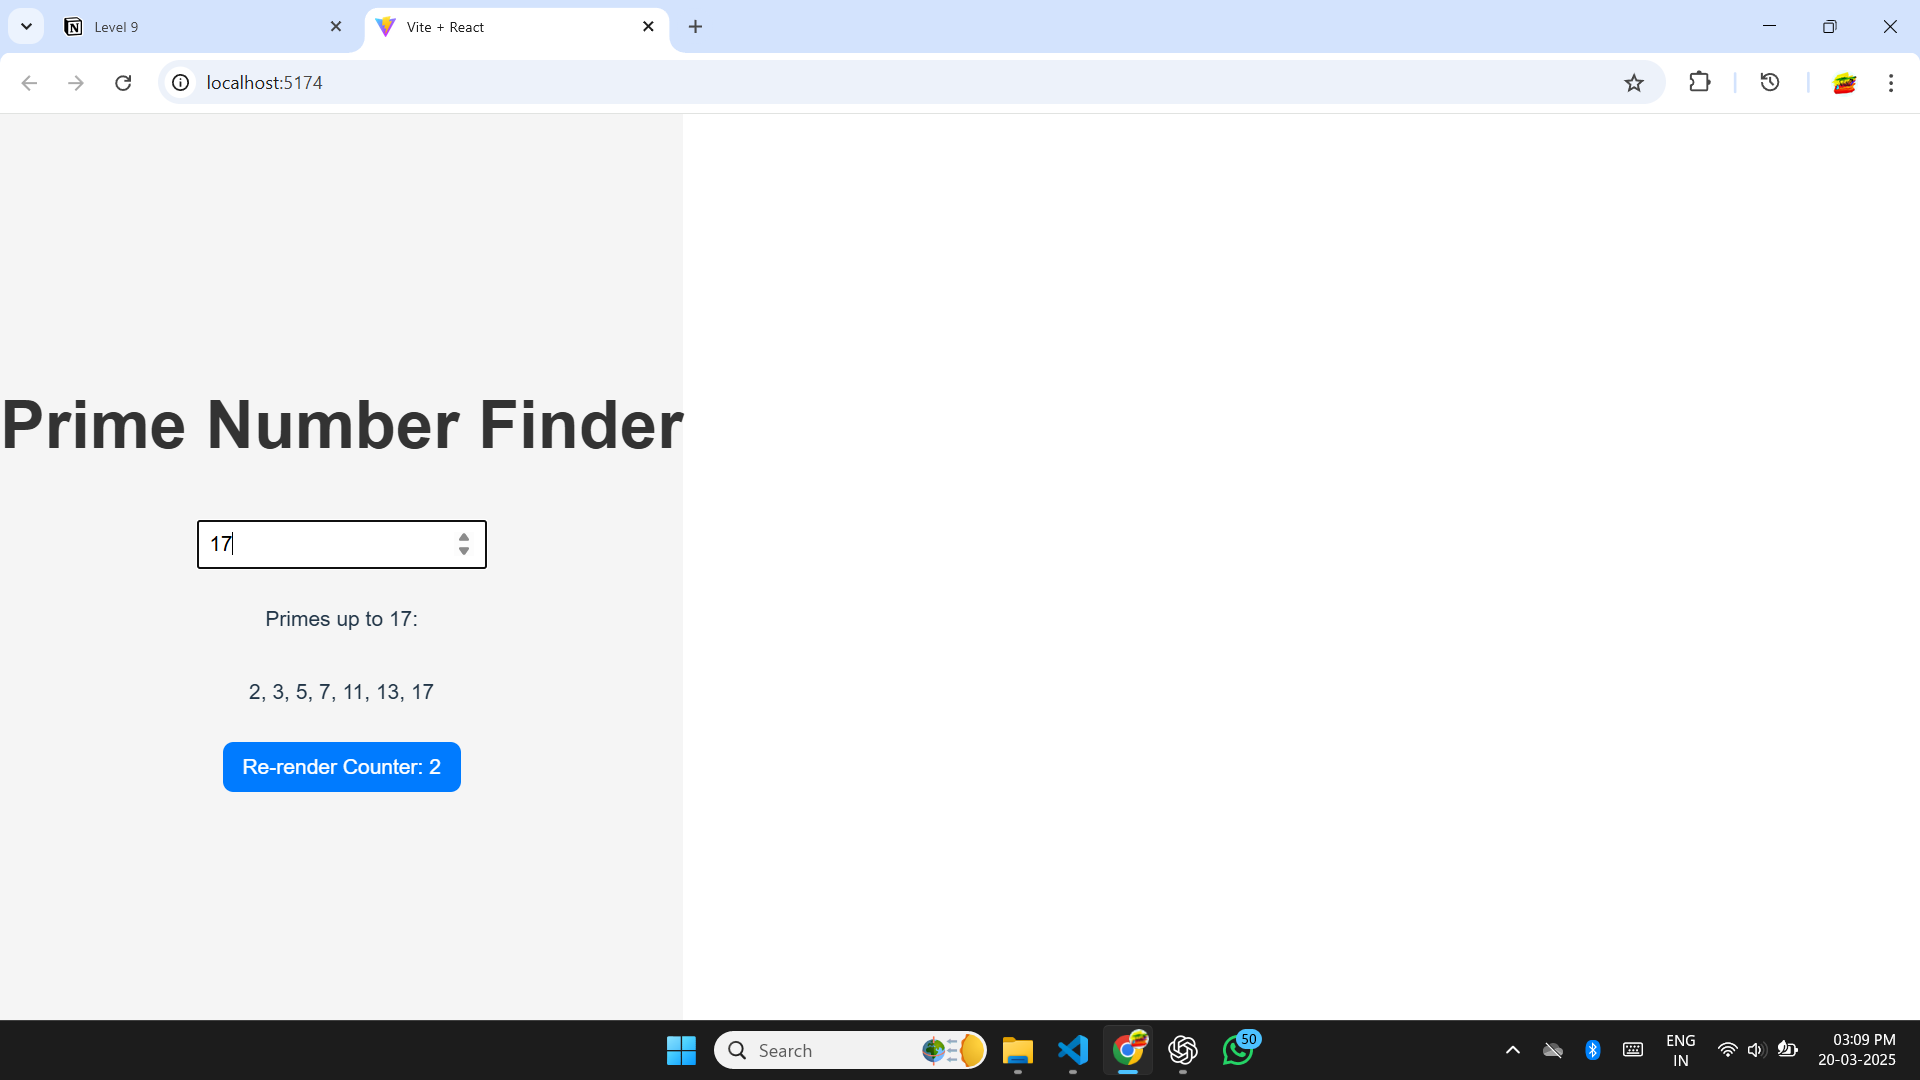 Level 9
Vite + React
localhost:5174
Prime Number Finder
17
Primes up to 17:
2, 3, 5, 7, 11, 13, 17
Re-render Counter: 2
Search
50
ENG
IN
03:09 PM
20-03-2025